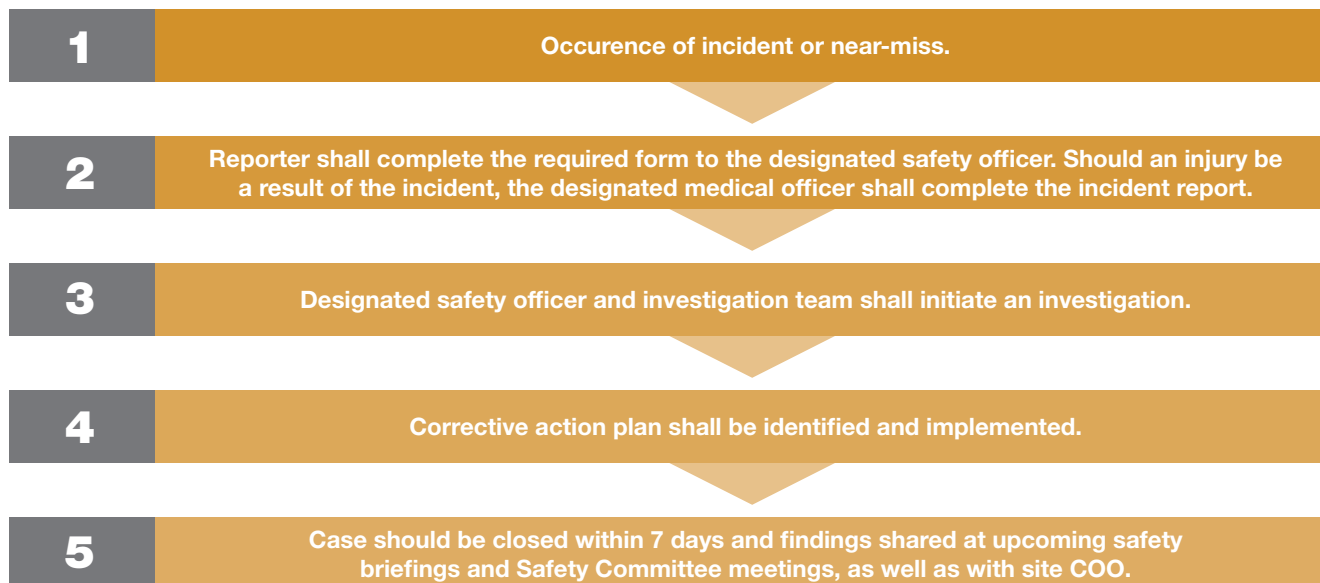 1
Occurence of incident or near-miss.
2
Reporter shall complete the required form to the designated safety officer. Should an injury be
a result of the incident, the designated medical officer shall complete the incident report.
3
Designated safety officer and investigation team shall initiate an investigation.
4
Corrective action plan shall be identified and implemented.
5
Case should be closed within 7 days and findings shared at upcoming safety
briefings and Safety Committee meetings, as well as with site COO.